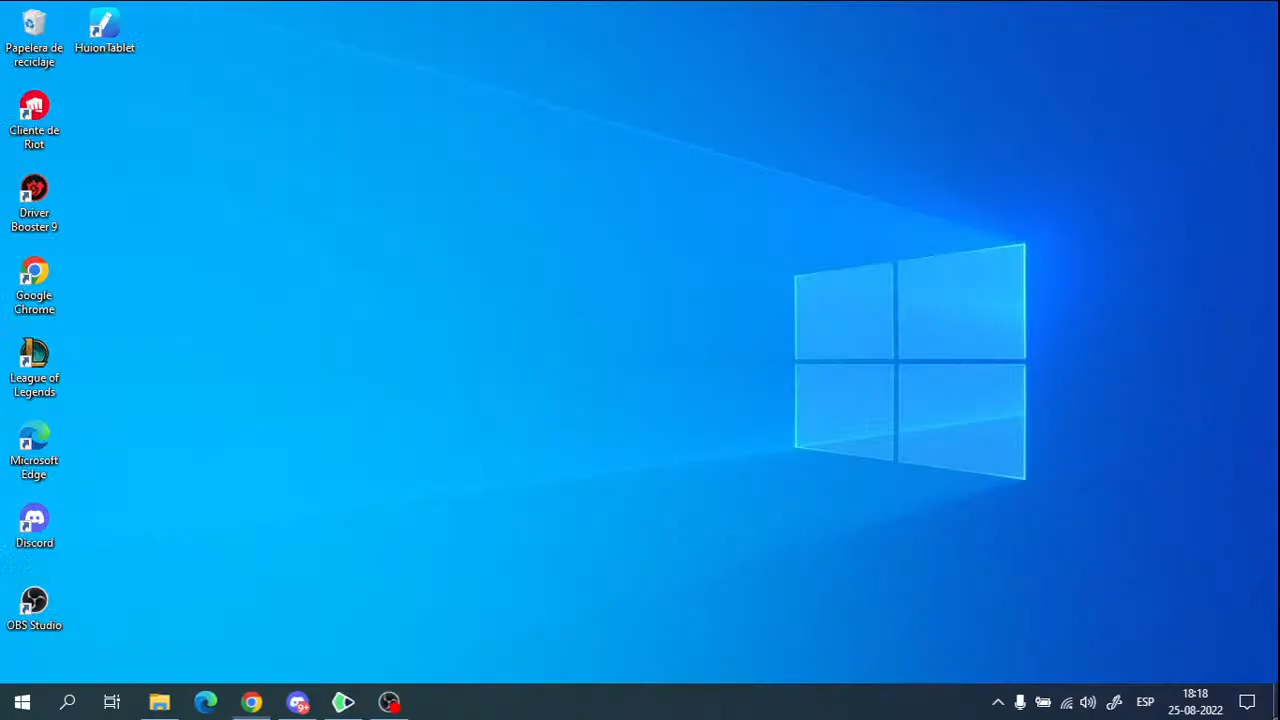 Papelera de
reciclaje
HuionTablet
Cliente de
Riot
Driver
Booster 9
Google
Chrome
League of
Legends
Microsoft
Edge
Discord
OBS Studio
9+
ESP
18:18
25-08-2022